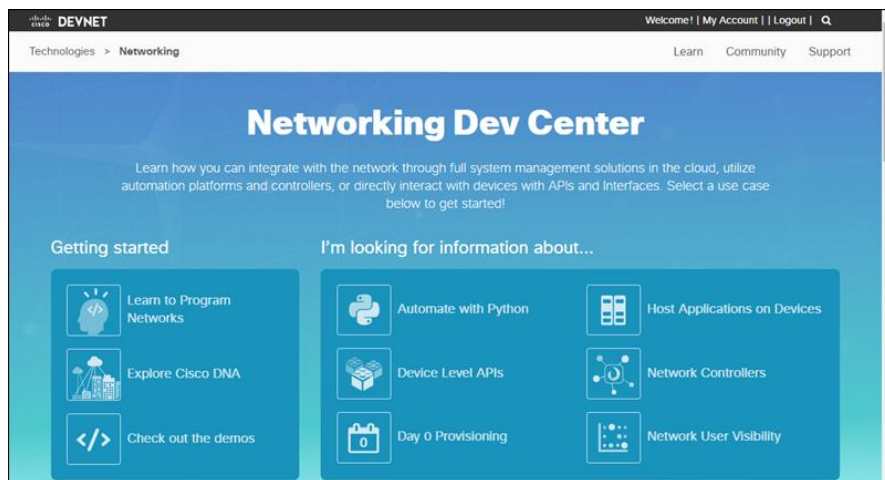 CISCO DEVNET
Welcome! | My Account | | Logout |
Technologies > Networking
Learn Community Support
Networking Dev Center
Learn how you can integrate with the network through full system management solutions in the cloud, utilize
automation platforms and controllers, or directly interact with devices with APIs and Interfaces. Select a use case
below to get started!
Getting started
Learn to Program
Networks
Explore Cisco DNA
</>
Check out the demos
I'm looking for information about...
Automate with Python
Host Applications on Devices
Device Level APIs
Network Controllers
0
Day 0 Provisioning
Network User Visibility